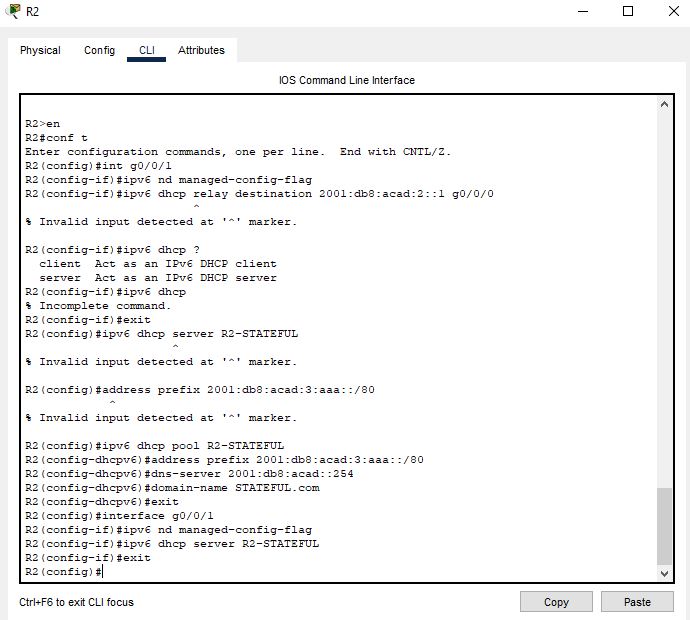 R2
Physical Config CLI Attributes
IOS Command Line Interface
R2>en
R2#conf t
Enter configuration commands, one per line.  End with CNTL/Z.
R2(config)#int g0/0/1
R2(config-if)#ipv6 nd managed-config-flag
R2(config-if)#ipv6 dhcp relay destination 2001:db8:acad:2::1 g0/0/0
^
% Invalid input detected at '^' marker.
R2(config-if)#ipv6 dhcp ?
client  Act as an IPv6 DHCP client
server  Act as an IPv6 DHCP server
R2(config-if)#ipv6 dhcp
% Incomplete command.
R2(config-if)#exit
R2(config)#ipv6 dhcp server R2-STATEFUL
^
% Invalid input detected at '^' marker.
R2(config)#address prefix 2001:db8:acad:3:aaa::/80
^
% Invalid input detected at '^' marker.
R2(config)#ipv6 dhcp pool R2-STATEFUL
R2(config-dhcpv6)#address prefix 2001:db8:acad:3:aaa::/80
R2(config-dhcpv6)#dns-server 2001:db8:acad::254
R2(config-dhcpv6)#domain-name STATEFUL.com
R2(config-dhcpv6)#exit
R2(config)#interface g0/0/1
R2(config-if)#ipv6 nd managed-config-flag
R2(config-if)#ipv6 dhcp server R2-STATEFUL
R2(config-if)#exit
R2(config)#
Ctrl+F6 to exit CLI focus
Copy Paste